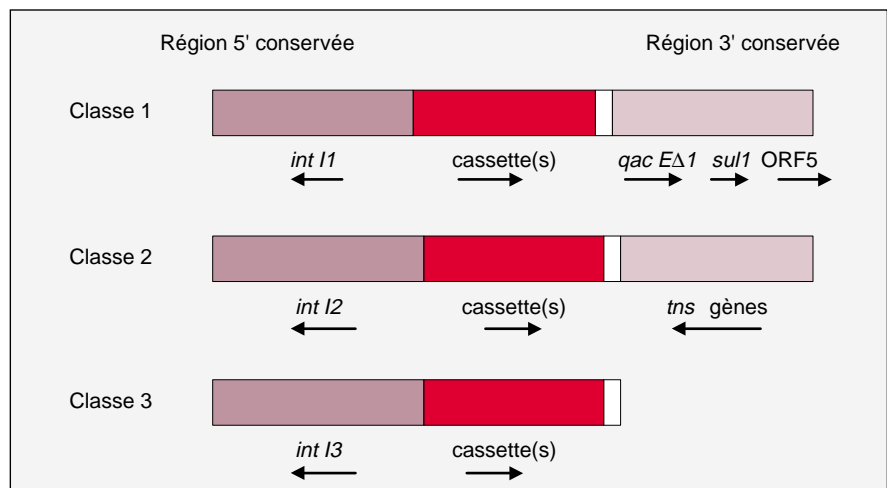 Région 5' conservée Région 3' conservée
Classe 1
int I1 cassette(s) qac EΔ1 sul1 ORF5
Classe 2
int I2 cassette(s) tns gènes
Classe 3
int I3 cassette(s)